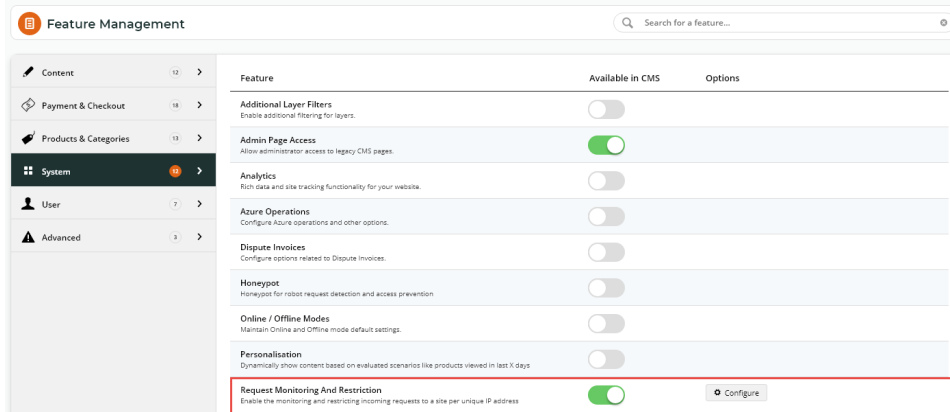 Feature Management
Search for a feature...
Content 12
Payment & Checkout 18
Products & Categories 13
System 12
User 7
Advanced 3
Feature Available in CMS Options
Additional Layer Filters
Enable additional filtering for layers.
Admin Page Access
Allow administrator access to legacy CMS pages.
Analytics
Rich data and site tracking functionality for your website.
Azure Operations
Configure Azure operations and other options.
Dispute Invoices
Configure options related to Dispute Invoices.
Honeypot
Honeypot for robot request detection and access prevention
Online / Offline Modes
Maintain Online and Offline mode default settings.
Personalisation
Dynamically show content based on evaluated scenarios like products viewed in last X days
Request Monitoring And Restriction
Enable the monitoring and restricting incoming requests to a site per unique IP address
Configure